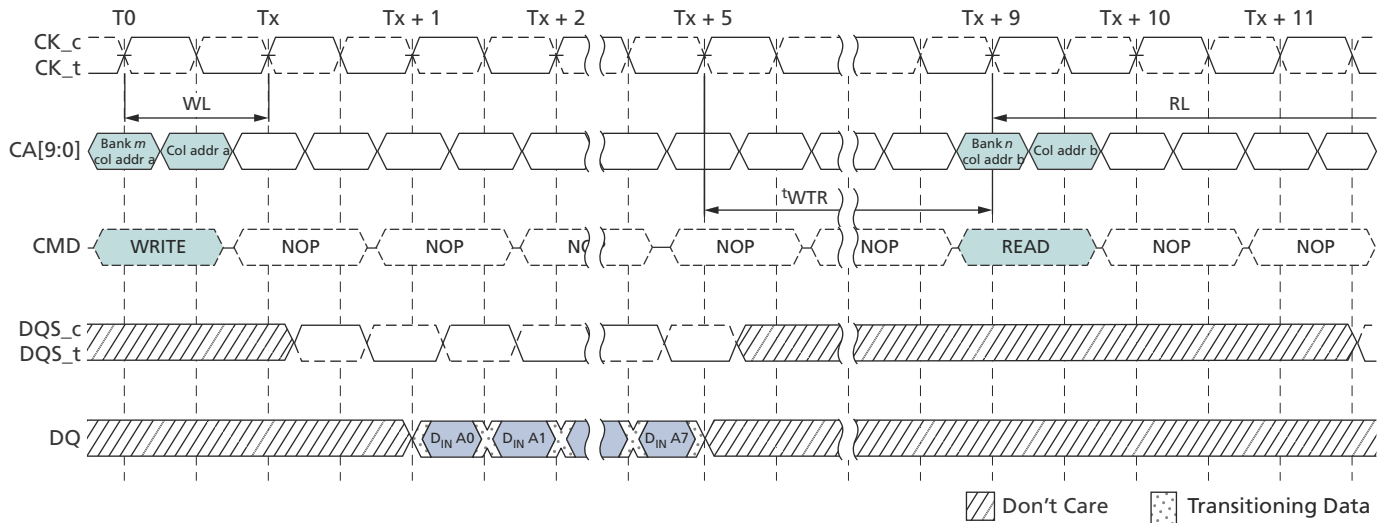 T0 Tx Tx + 1 Tx + 2 Tx + 5 Tx + 9 Tx + 10 Tx + 11
CK_c
CK_t
WL RL
CA[9:0] Bank m col addr a Col addr a Bank n col addr b Col addr b
tWTR
CMD WRITE NOP NOP NOP NOP READ NOP NOP
DQS_c
DQS_t
DQ DIN A0 DIN A1 DIN A7
Don't Care Transitioning Data